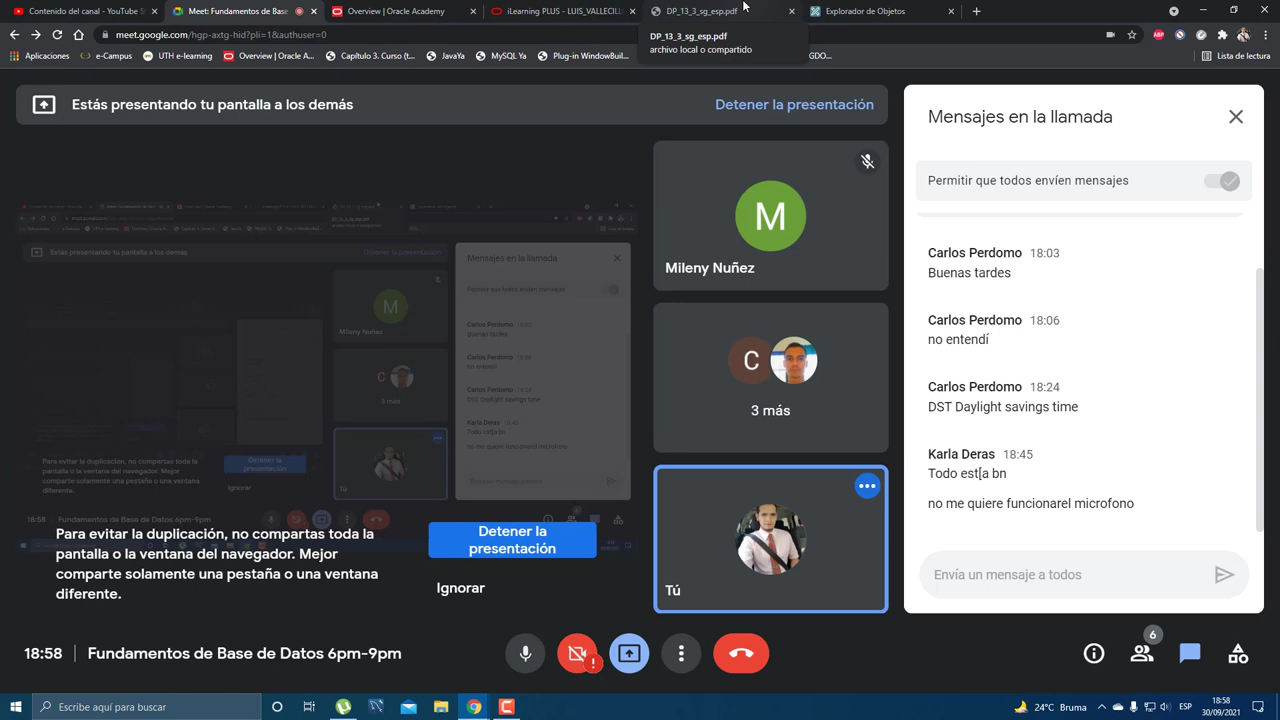 Contenido del canal - YouTube S
Meet: Fundamentos de Base
Overview | Oracle Academy
iLearning PLUS - LUIS_VALLECILL
DP_13_3_sg_esp.pdf
Explorador de Objetos
meet.google.com/hgp-axtg-hid?pli=1&authuser=0
DP_13_3_sg_esp.pdf
archivo local o compartido
Aplicaciones
e-Campus
UTH e-learning
Overview | Oracle A...
Capítulo 3. Curso (t...
JavaYa
MySQL Ya
Plug-in WindowBuil...
GDO...
Lista de lectura
Estás presentando tu pantalla a los demás
Detener la presentación
Mileny Nuñez
M
C
3 más
Tú
Para evitar la duplicación, no compartas toda la
pantalla o la ventana del navegador. Mejor
comparte solamente una pestaña o una ventana
diferente.
Detener la
presentación
Ignorar
Mensajes en la llamada
Permitir que todos envíen mensajes
Carlos Perdomo 18:03
Buenas tardes
Carlos Perdomo 18:06
no entendí
Carlos Perdomo 18:24
DST Daylight savings time
Karla Deras 18:45
Todo est[a bn
no me quiere funcionarel microfono
Envía un mensaje a todos
18:58 | Fundamentos de Base de Datos 6pm-9pm
6
Escribe aquí para buscar
24°C Bruma
ESP
18:58
30/09/2021